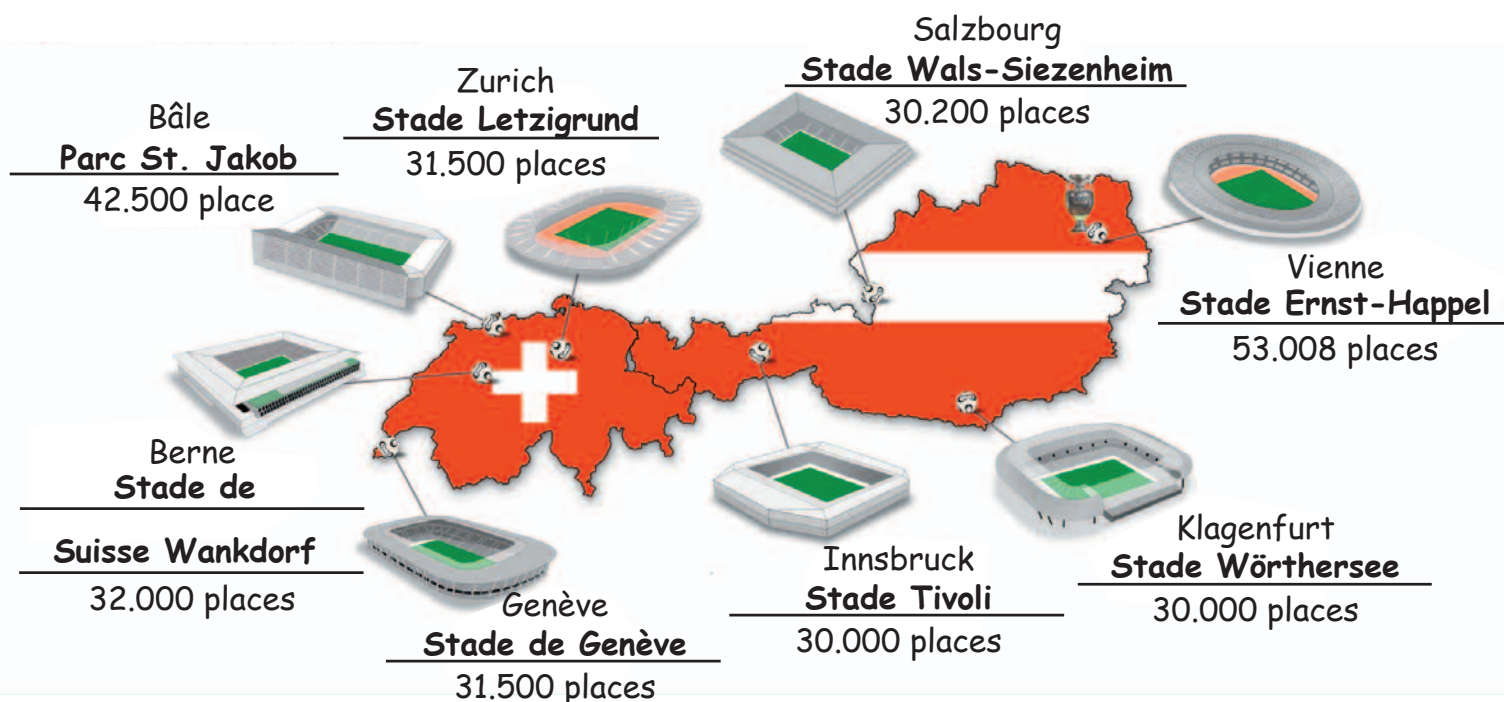 Salzbourg
Stade Wals-Siezenheim
30.200 places
Zurich
Stade Letzigrund
31.500 places
Bâle
Parc St. Jakob
42.500 place
Vienne
Stade Ernst-Happel
53.008 places
Berne
Stade de
Suisse Wankdorf
32.000 places
Genève
Stade de Genève
31.500 places
Innsbruck
Stade Tivoli
30.000 places
Klagenfurt
Stade Wörthersee
30.000 places